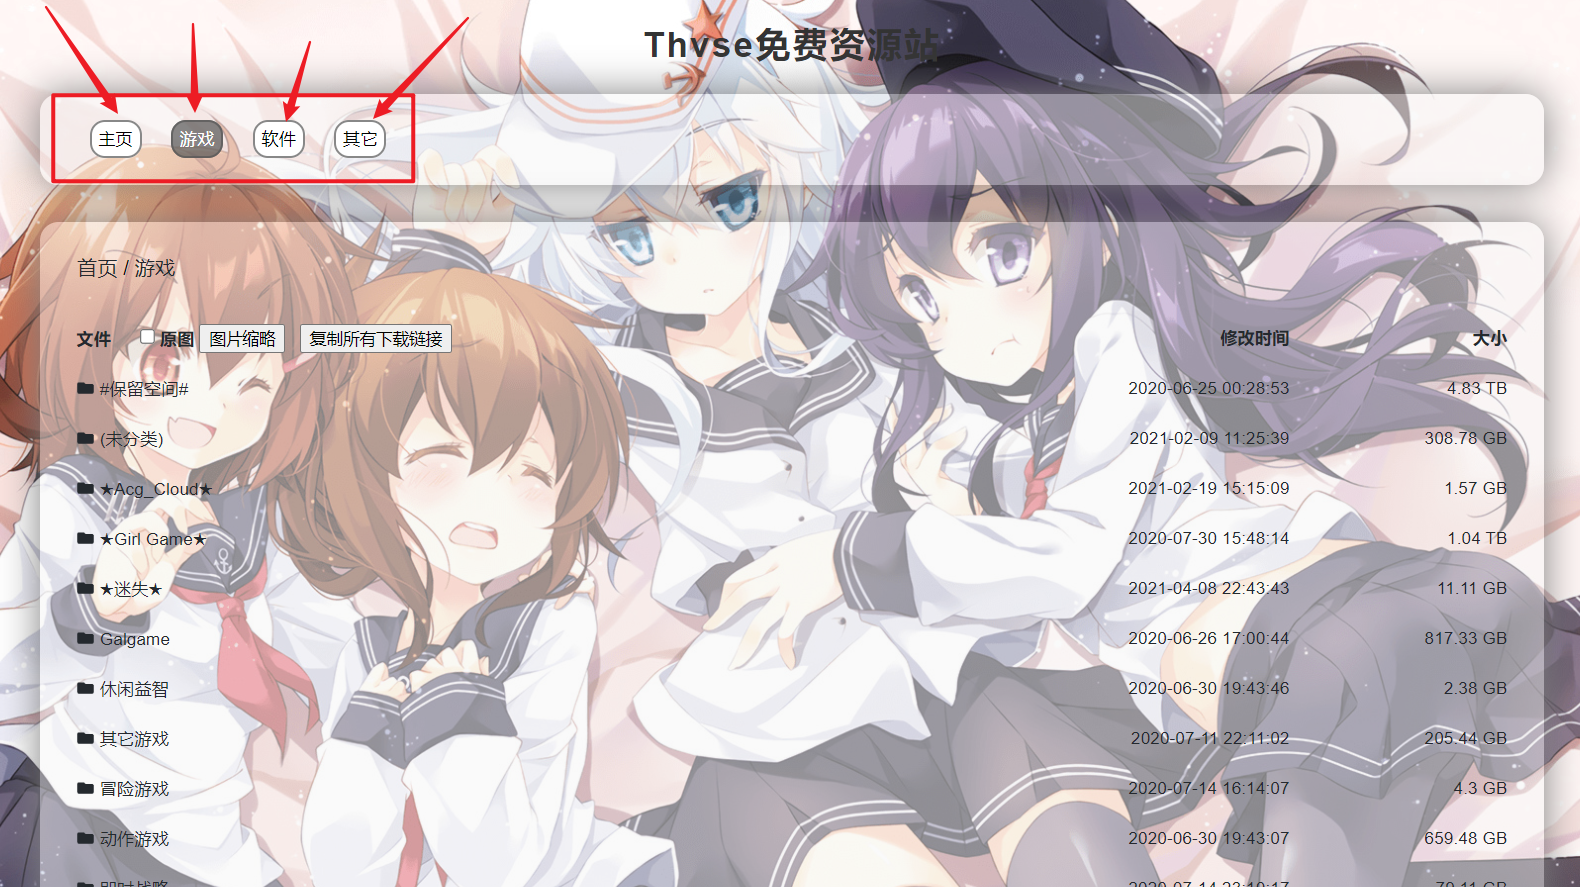 Thvse免费资源站
主页 游戏 软件 其它
首页 / 游戏
文件 原图 图片缩略 复制所有下载链接 修改时间 大小
#保留空间# 2020-06-25 00:28:53 4.83 TB
(未分类) 2021-02-09 11:25:39 308.78 GB
★Acg_Cloud★ 2021-02-19 15:15:09 1.57 GB
★Girl Game★ 2020-07-30 15:48:14 1.04 TB
★迷失★ 2021-04-08 22:43:43 11.11 GB
Galgame 2020-06-26 17:00:44 817.33 GB
休闲益智 2020-06-30 19:43:46 2.38 GB
其它游戏 2020-07-11 22:11:02 205.44 GB
冒险游戏 2020-07-14 16:14:07 4.3 GB
动作游戏 2020-06-30 19:43:07 659.48 GB